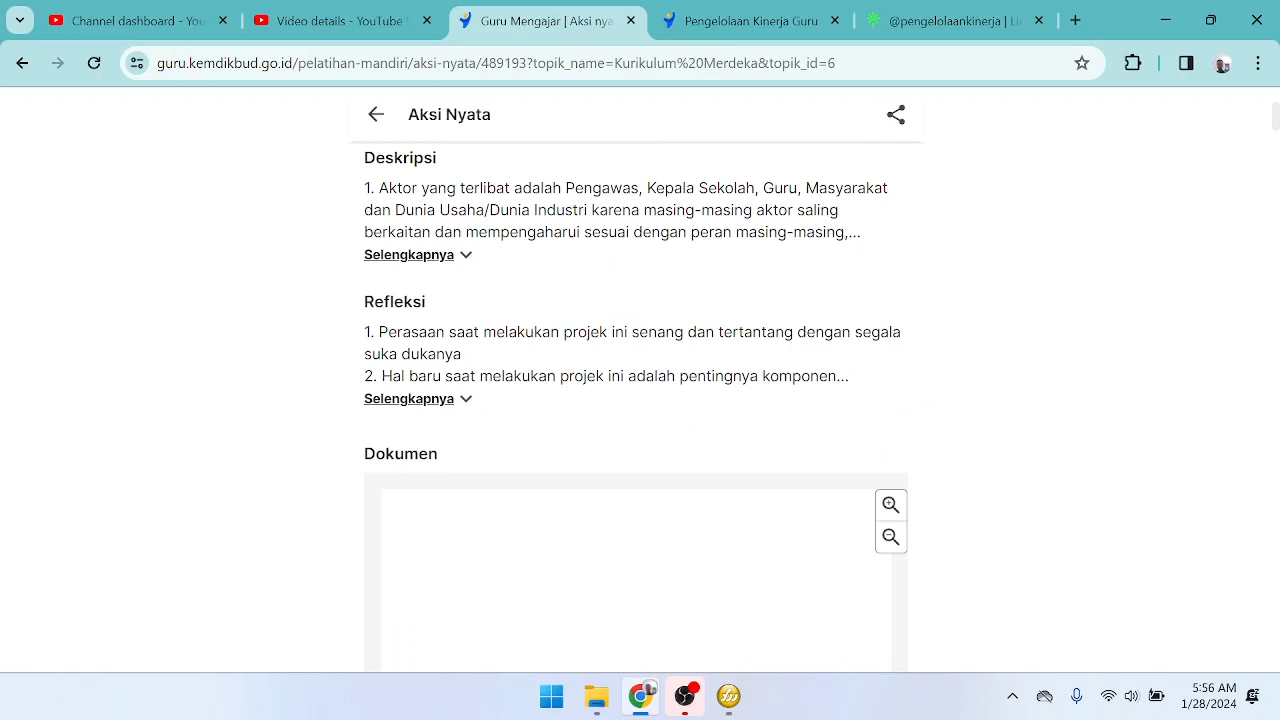 Channel dashboard - You
Video details - YouTube S
Guru Mengajar | Aksi nya
Pengelolaan Kinerja Guru
@pengelolaankinerja | Li
guru.kemdikbud.go.id/pelatihan-mandiri/aksi-nyata/489193?topik_name=Kurikulum%20Merdeka&topik_id=6
Aksi Nyata
Deskripsi
1. Aktor yang terlibat adalah Pengawas, Kepala Sekolah, Guru, Masyarakat
dan Dunia Usaha/Dunia Industri karena masing-masing aktor saling
berkaitan dan mempengaharui sesuai dengan peran masing-masing,...
Selengkapnya
Refleksi
1. Perasaan saat melakukan projek ini senang dan tertantang dengan segala
suka dukanya
2. Hal baru saat melakukan projek ini adalah pentingnya komponen...
Selengkapnya
Dokumen
5:56 AM
1/28/2024